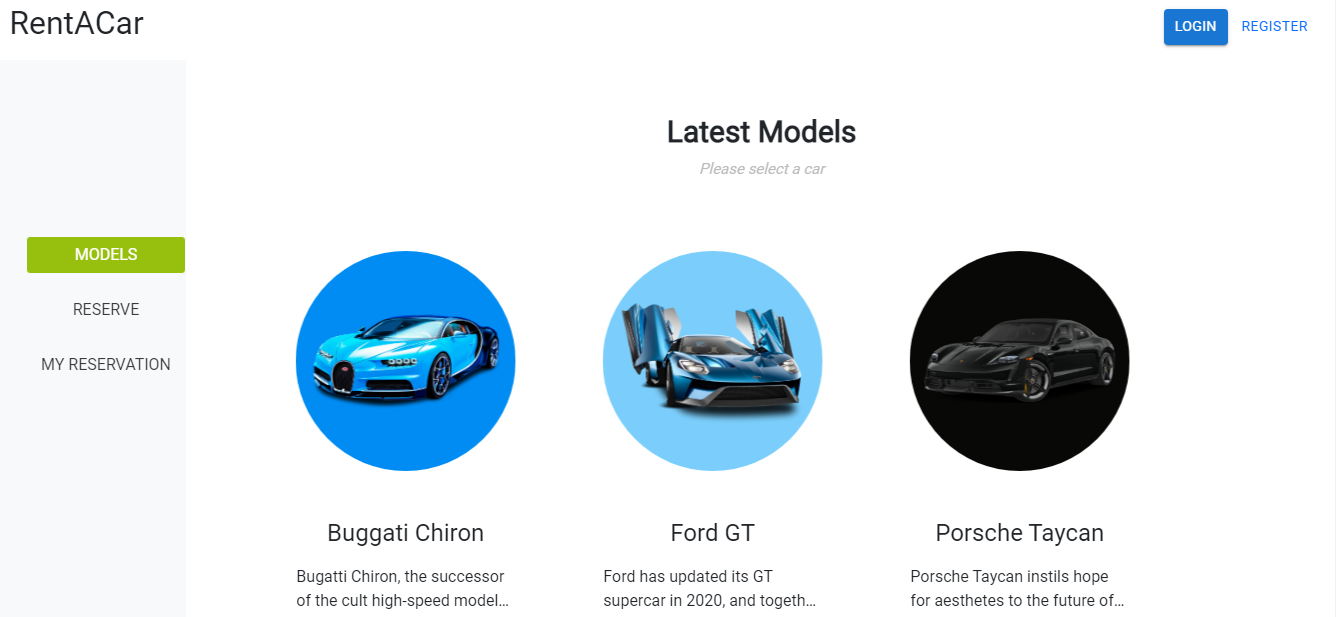 RentACar
LOGIN
REGISTER
Latest Models
Please select a car
MODELS
RESERVE
MY RESERVATION
Buggati Chiron
Ford GT
Porsche Taycan
Bugatti Chiron, the successor
of the cult high-speed model...
Ford has updated its GT
supercar in 2020, and togeth...
Porsche Taycan instils hope
for aesthetes to the future of...